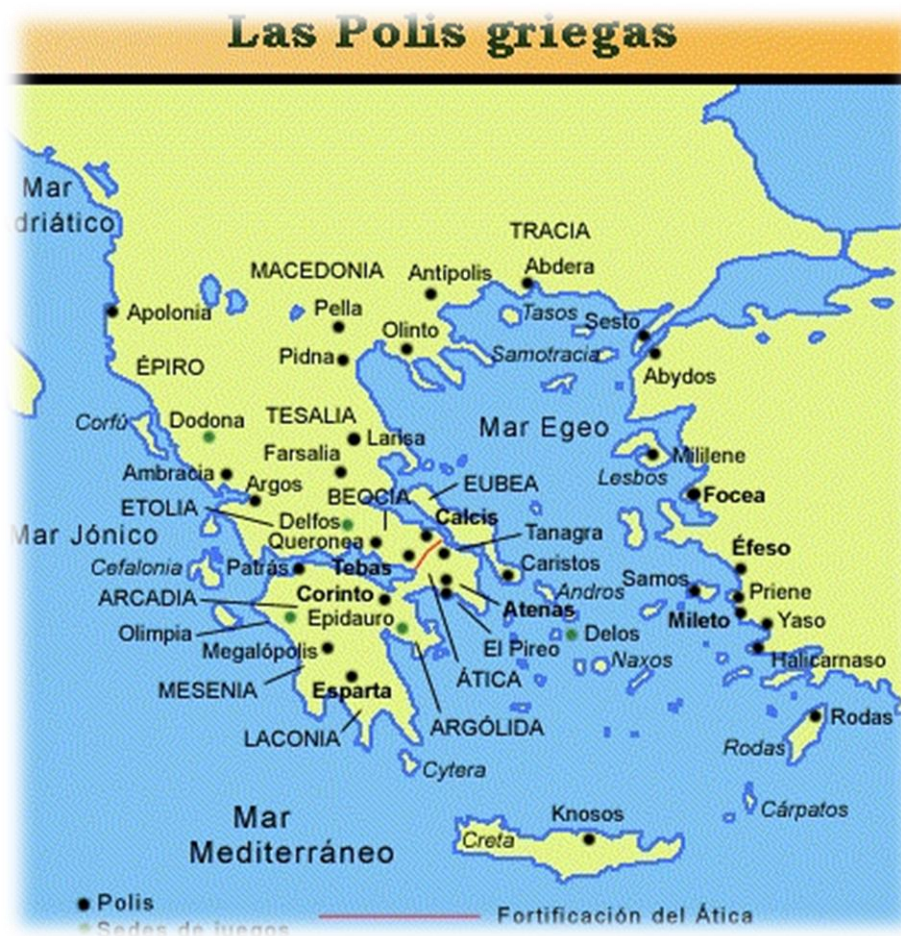 Las Polis griegas
Mar
driático
TRACIA
MACEDONIA
Antípolis
Abdera
Apolonia
Pella
Tasos
Sesto
Olinto
Pidna
Samotracia
ÉPIRO
Abydos
Corfú
Dodona
TESALIA
Mar Egeo
Larisa
Farsalia
Mililene
Ambracia
Argos
BEOCIA
EUBEA
Lesbos
Focea
ETOLIA
Delfos
Calcis
Mar Jónico
Queronea
Tanagra
Éfeso
Cefalonia
Patrás
Tebas
Caristos
Samos
ARCADIA
Corinto
Andros
Priene
Olimpia
Epidauro
Atenas
Mileto
Yaso
Megalópolis
El Pireo
Delos
Naxos
Halicarnaso
MESENIA
Esparta
ÁTICA
LACONIA
ARGÓLIDA
Rodas
Rodas
Cytera
Cárpatos
Mar
Mediterráneo
Knosos
Creta
Polis
Fortificación del Ática
Sedes de juegos